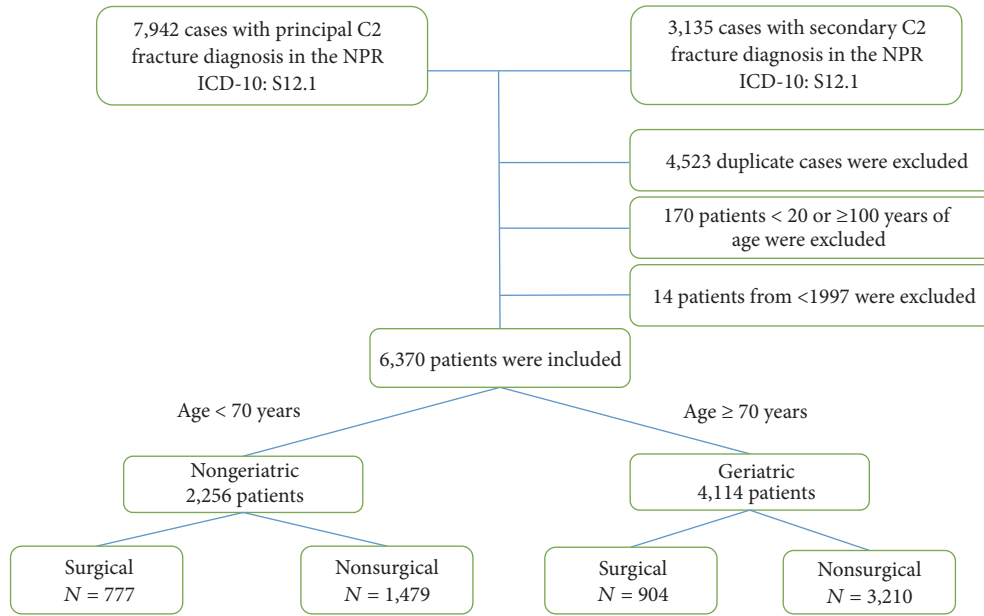 7,942 cases with principal C2
fracture diagnosis in the NPR
ICD-10: S12.1
3,135 cases with secondary C2
fracture diagnosis in the NPR
ICD-10: S12.1
4,523 duplicate cases were excluded
170 patients < 20 or ≥100 years of
age were excluded
14 patients from <1997 were excluded
6,370 patients were included
Age < 70 years
Age ≥ 70 years
Nongeriatric
2,256 patients
Geriatric
4,114 patients
Surgical
N = 777
Nonsurgical
N = 1,479
Surgical
N = 904
Nonsurgical
N = 3,210